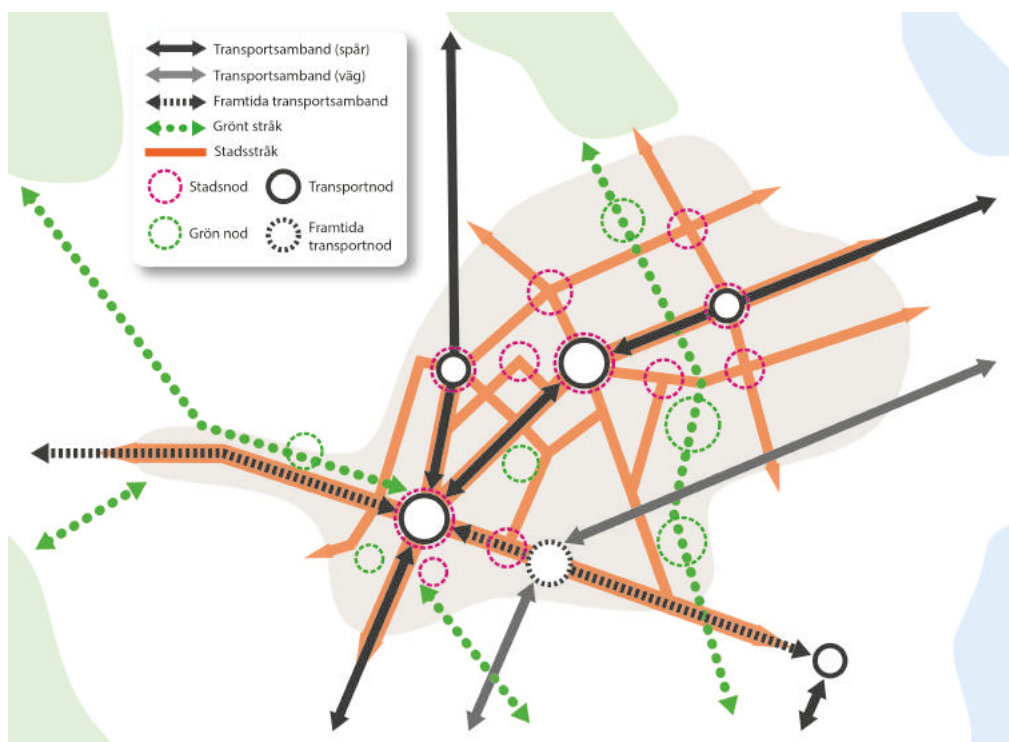 Transportsamband (spår)
Transportsamband (väg)
Framtida transportsamband
Grönt stråk
Stadsstråk
Stadsnod
Transportnod
Grön nod
Framtida
transportnod